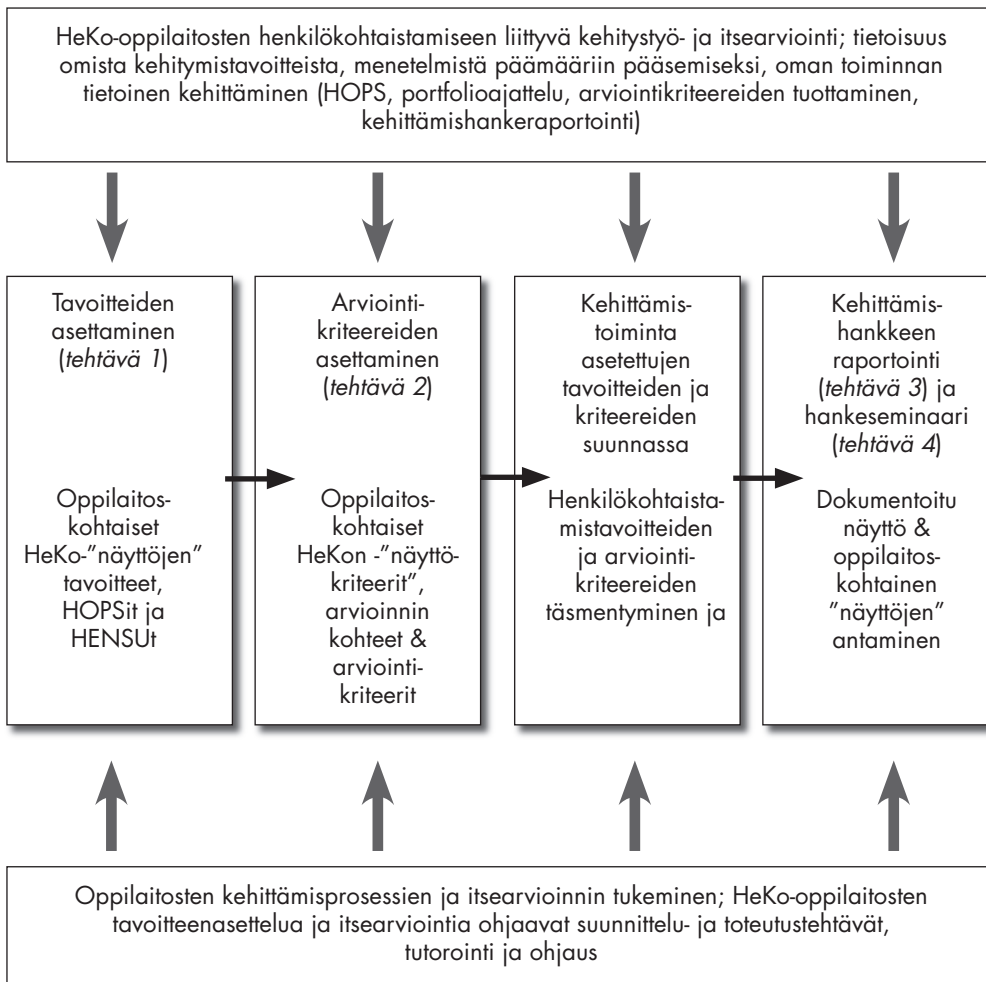 HeKo-oppilaitosten henkilökohtaistamiseen liittyvä kehitystyö- ja itsearviointi; tietoisuus
omista kehitymistavoitteista, menetelmistä päämääriin pääsemiseksi, oman toiminnan
tietoinen kehittäminen (HOPS, portfolioajattelu, arviointikriteereiden tuottaminen,
kehittämishankeraportointi)
Tavoitteiden
asettaminen
(tehtävä 1)
Oppilaitos-
kohtaiset
HeKo-”näyttöjen”
tavoitteet,
HOPSit ja
HENSUt
Arviointi-
kriteereiden
asettaminen
(tehtävä 2)
Oppilaitos-
kohtaiset
HeKon -”näyttö-
kriteerit”,
arvioinnin
kohteet &
arviointi-
kriteerit
Kehittämis-
toiminta
asetettujen
tavoitteiden ja
kriteereiden
suunnassa
Henkilökohtaista-
mistavoitteiden
ja arviointi-
kriteereiden
täsmentyminen ja
Kehittämis-
hankkeen
raportointi
(tehtävä 3) ja
hankeseminaari
(tehtävä 4)
Dokumentoitu
näyttö &
oppilaitos-
kohtainen
”näyttöjen”
antaminen
Oppilaitosten kehittämisprosessien ja itsearvioinnin tukeminen; HeKo-oppilaitosten
tavoitteenasettelua ja itsearviointia ohjaavat suunnittelu- ja toteutustehtävät,
tutorointi ja ohjaus